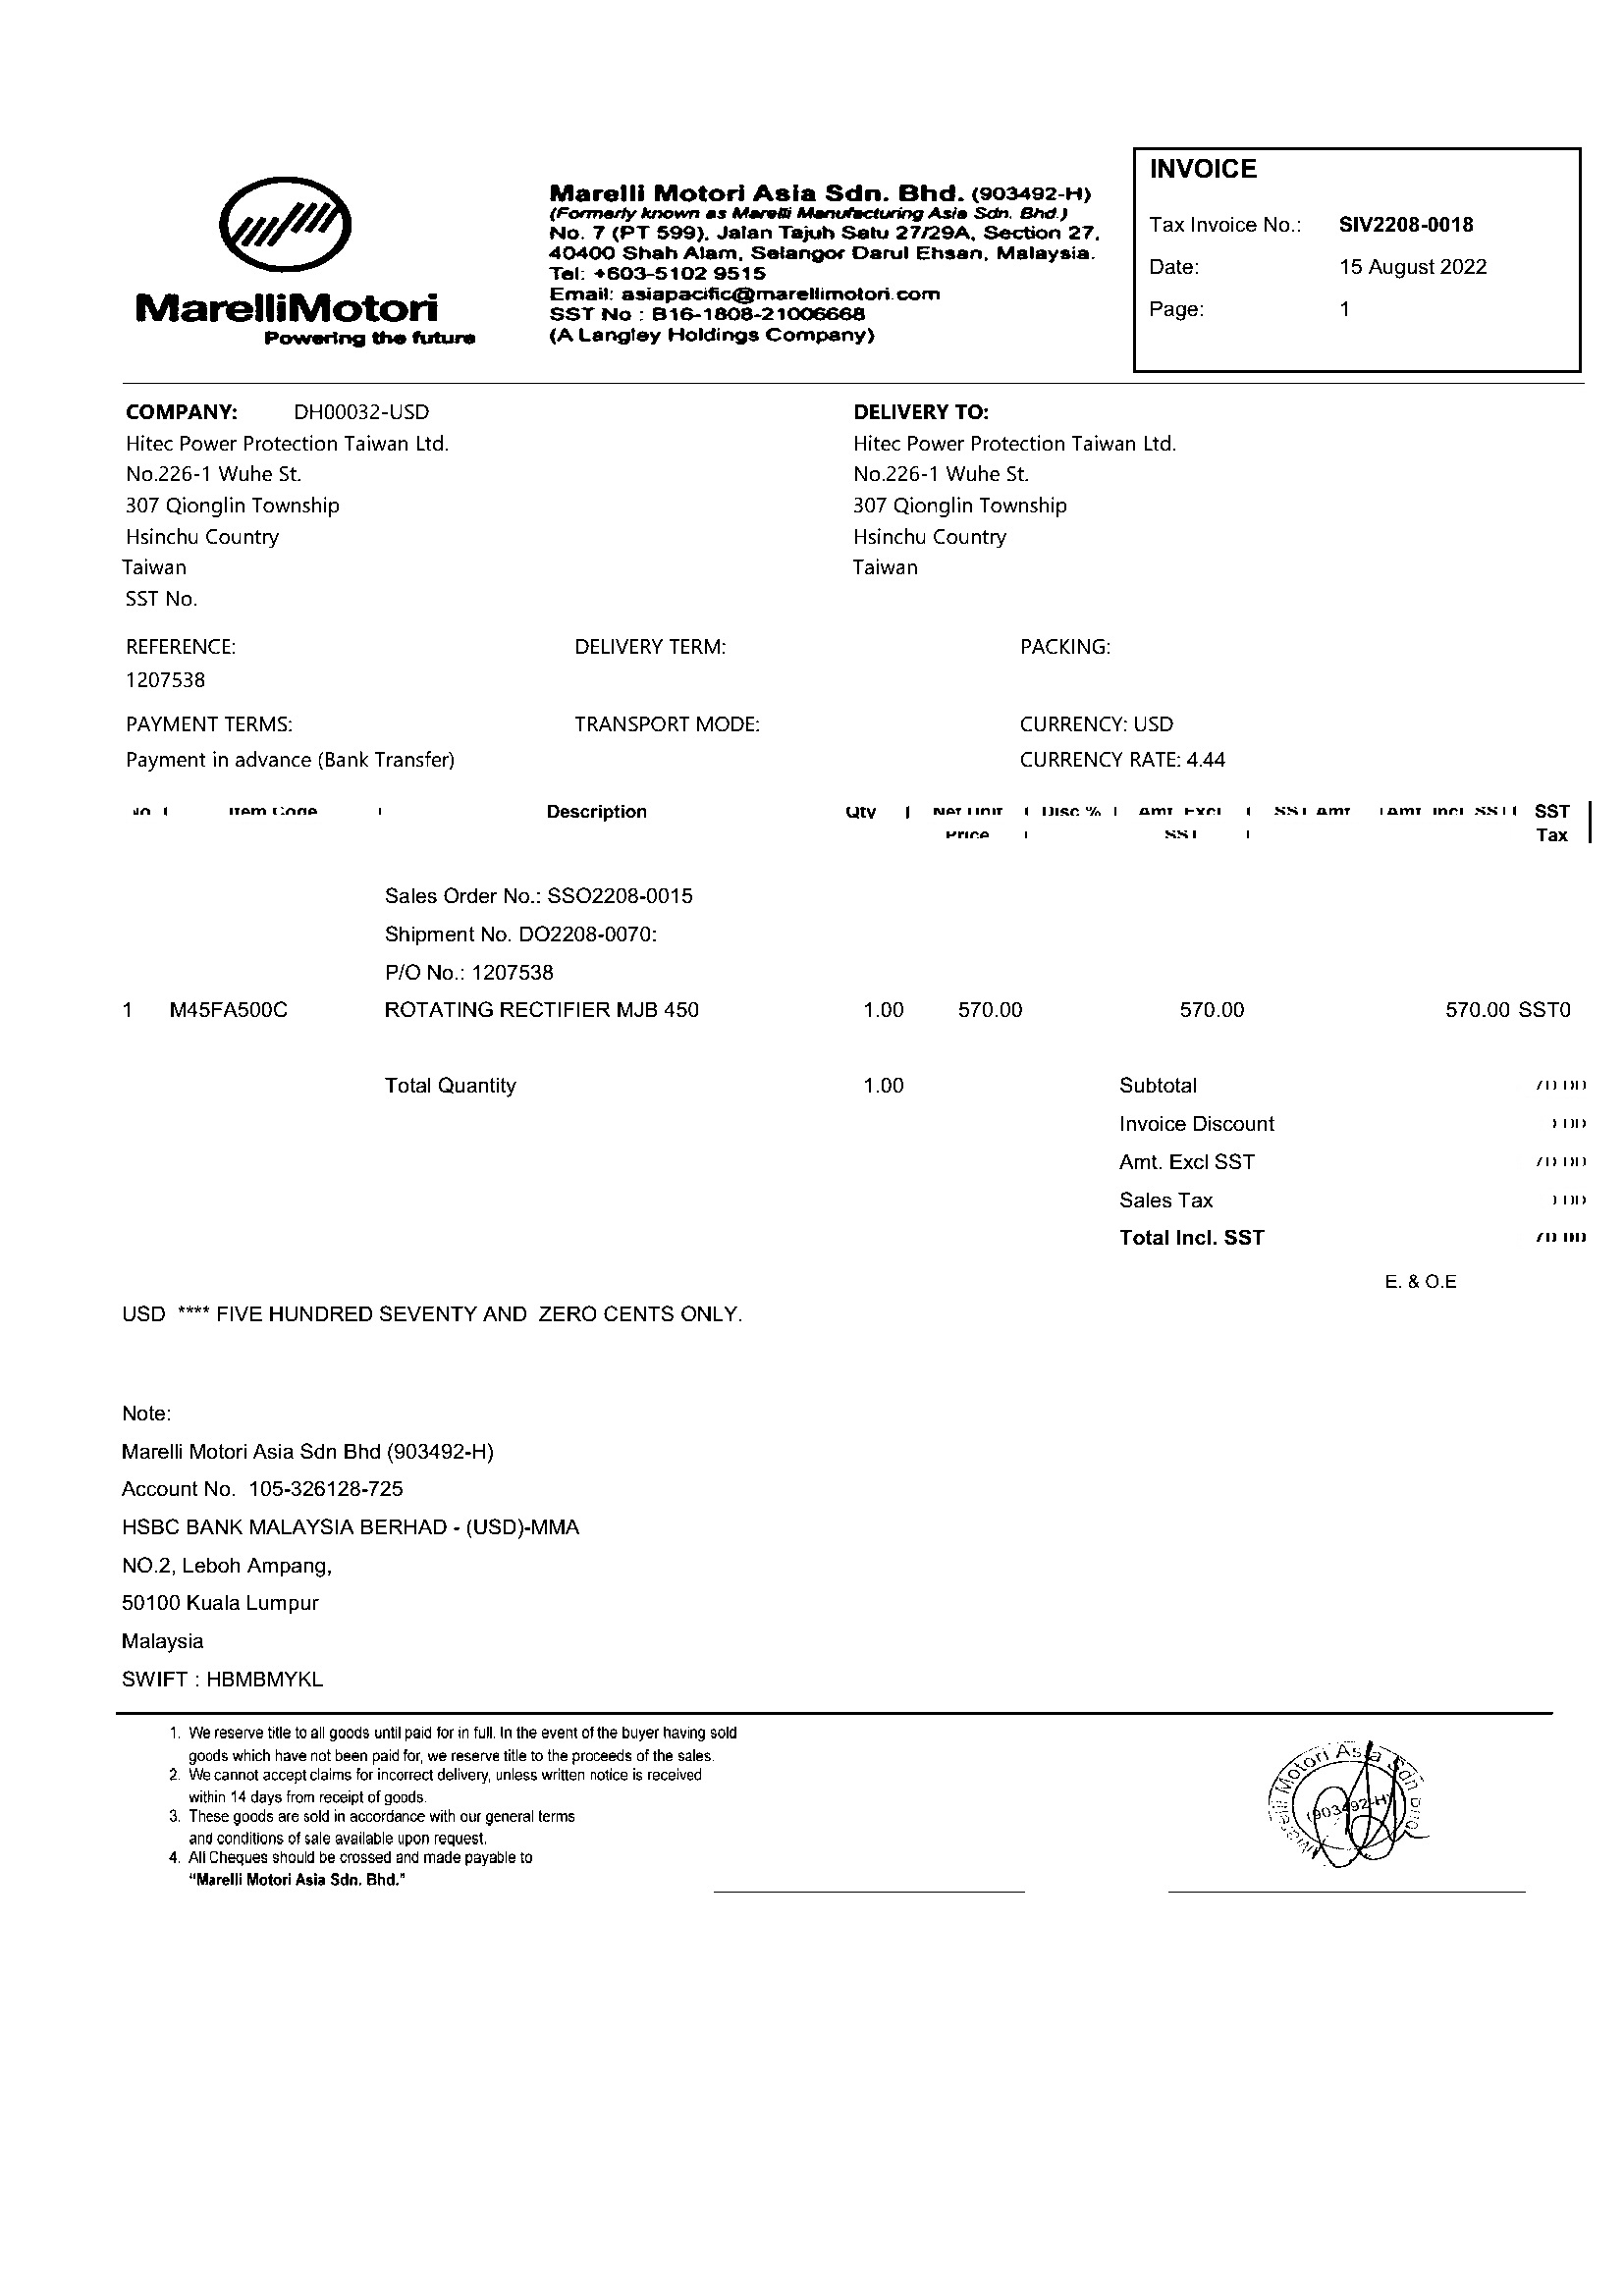 INVOICE
Tax Invoice No.: SIV2208-0018
Date: 15 August 2022
Page: 1
MarelliMotori
Powering the future
Marelli Motori Asia Sdn. Bhd. (903492-H)
(Formerly known as Marelli Manufacturing Asia Sdn. Bhd.)
No. 7 (PT 599), Jalan Tajuh Satu 27/29A, Section 27,
40400 Shah Alam, Selangor Darul Ehsan, Malaysia.
Tel: +603-5102 9515
Email: asiapacific@marellimotori.com
SST No : B16-1808-21006668
(A Langley Holdings Company)
COMPANY: DH00032-USD
Hitec Power Protection Taiwan Ltd.
No.226-1 Wuhe St.
307 Qionglin Township
Hsinchu Country
Taiwan
SST No.
DELIVERY TO:
Hitec Power Protection Taiwan Ltd.
No.226-1 Wuhe St.
307 Qionglin Township
Hsinchu Country
Taiwan
REFERENCE: DELIVERY TERM: PACKING:
1207538
PAYMENT TERMS: TRANSPORT MODE: CURRENCY: USD
Payment in advance (Bank Transfer) CURRENCY RATE: 4.44
No Item Code Description Qty Net Unit Disc % Amt Excl SST Amt Amt Incl SST SST
Price SST Tax
Sales Order No.: SSO2208-0015
Shipment No. DO2208-0070:
P/O No.: 1207538
1 M45FA500C ROTATING RECTIFIER MJB 450 1.00 570.00 570.00 570.00 SST0
Total Quantity 1.00 Subtotal
Invoice Discount
Amt. Excl SST
Sales Tax
Total Incl. SST
E. & O.E
USD **** FIVE HUNDRED SEVENTY AND ZERO CENTS ONLY.
Note:
Marelli Motori Asia Sdn Bhd (903492-H)
Account No. 105-326128-725
HSBC BANK MALAYSIA BERHAD - (USD)-MMA
NO.2, Leboh Ampang,
50100 Kuala Lumpur
Malaysia
SWIFT : HBMBMYKL
1. We reserve title to all goods until paid for in full. In the event of the buyer having sold
goods which have not been paid for, we reserve title to the proceeds of the sales.
2. We cannot accept claims for incorrect delivery, unless written notice is received
within 14 days from receipt of goods.
3. These goods are sold in accordance with our general terms
and conditions of sale available upon request.
4. All Cheques should be crossed and made payable to
"Marelli Motori Asia Sdn. Bhd."
Marelli Motori Asia Sdn Bhd
(903492-H)